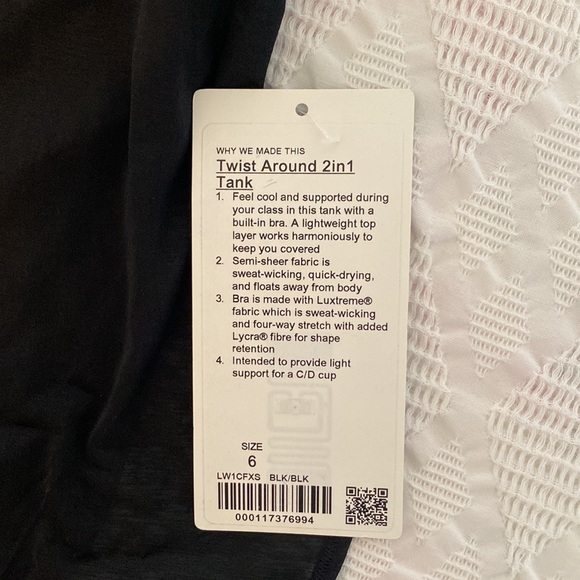 WHY WE MADE THIS
Twist Around 2in1
Tank
1. Feel cool and supported during
your class in this tank with a
built-in bra. A lightweight top
layer works harmoniously to
keep you covered
2. Semi-sheer fabric is
sweat-wicking, quick-drying,
and floats away from body
3. Bra is made with Luxtreme®
fabric which is sweat-wicking
and four-way stretch with added
Lycra® fibre for shape
retention
4. Intended to provide light
support for a C/D cup
SIZE
6
LW1CFXS BLK/BLK
000117376994